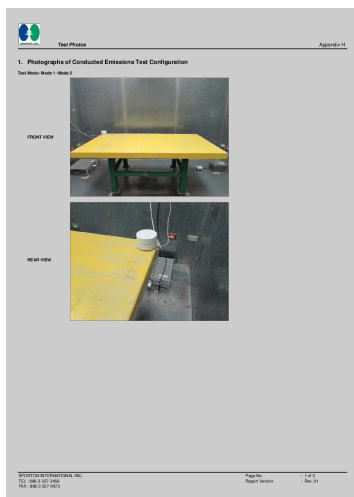 Test Photos
Appendix H
1. Photographs of Conducted Emissions Test Configuration
Test Mode: Mode 1 - Mode 2
FRONT VIEW
REAR VIEW
SPORTON INTERNATIONAL INC.
TEL : 886-3-327-3456
FAX : 886-3-327-0973
Page No. : 1 of 3
Report Version : Rev. 01